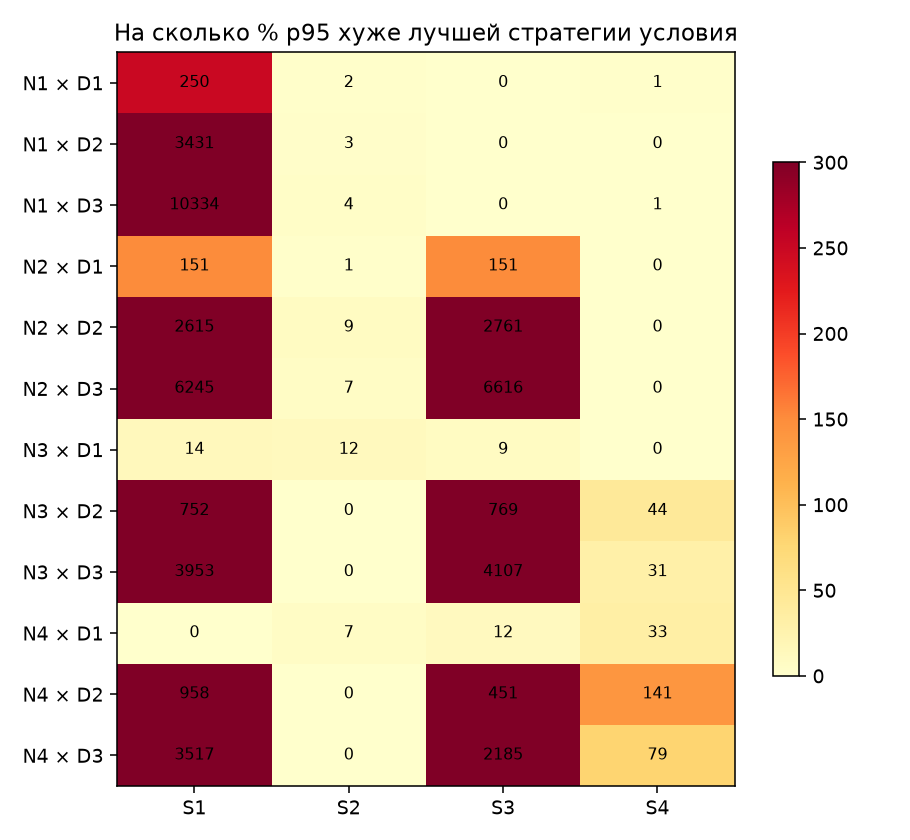 На сколько % p95 хуже лучшей стратегии условия
N1 × D1 250 2 0 1
N1 × D2 3431 3 0 0
N1 × D3 10334 4 0 1
N2 × D1 151 1 151 0
N2 × D2 2615 9 2761 0
N2 × D3 6245 7 6616 0
N3 × D1 14 12 9 0
N3 × D2 752 0 769 44
N3 × D3 3953 0 4107 31
N4 × D1 0 7 12 33
N4 × D2 958 0 451 141
N4 × D3 3517 0 2185 79
S1 S2 S3 S4
300
250
200
150
100
50
0